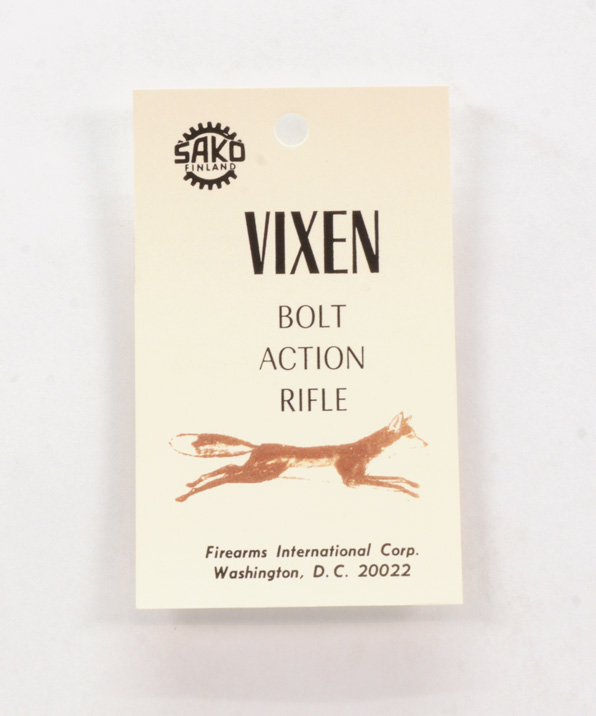 SAKO
FINLAND
VIXEN
BOLT
ACTION
RIFLE
Firearms International Corp.
Washington, D.C. 20022